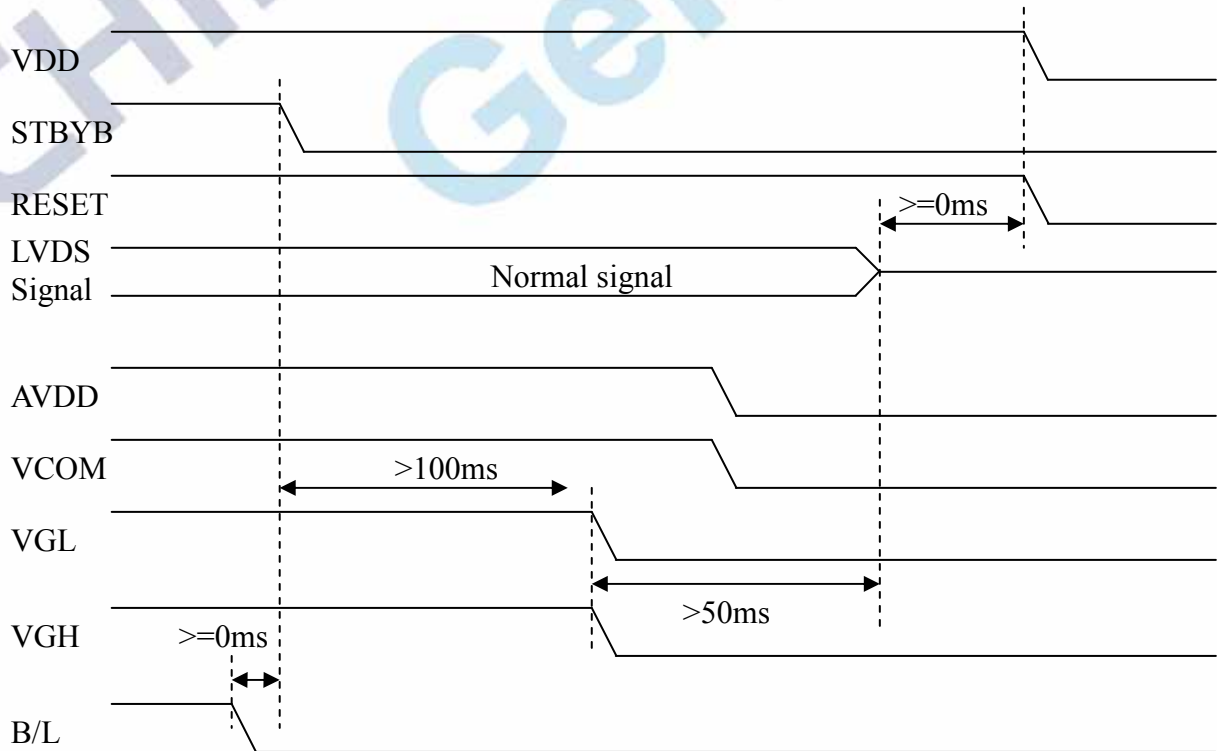 VDD
STBYB
RESET
>=0ms
LVDS
Signal
Normal signal
AVDD
VCOM
>100ms
VGL
>50ms
VGH
>=0ms
B/L